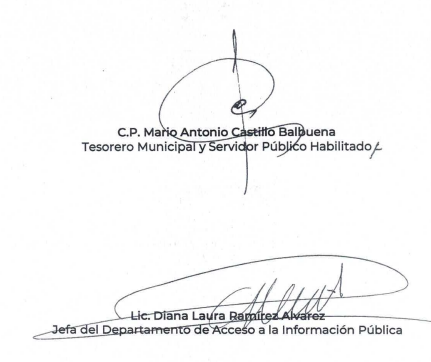 C.P. Mario Antonio Castillo Balbuena
Tesorero Municipal y Servidor Público Habilitado
Lic. Diana Laura Ramírez Alvarez
Jefa del Departamento de Acceso a la Información Pública